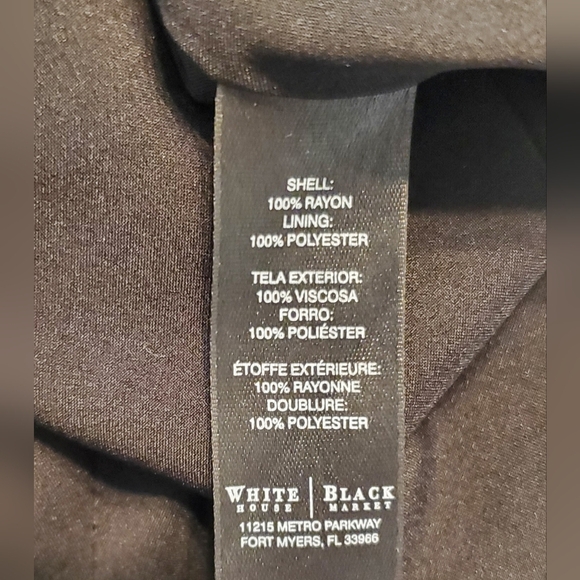 SHELL:
100% RAYON
LINING:
100% POLYESTER
TELA EXTERIOR:
100% VISCOSA
FORRO:
100% POLIÉSTER
ÉTOFFE EXTÉRIEURE:
100% RAYONNE
DOUBLURE:
100% POLYESTER
WHITE | BLACK
HOUSE | MARKET
11215 METRO PARKWAY
FORT MYERS, FL 33966